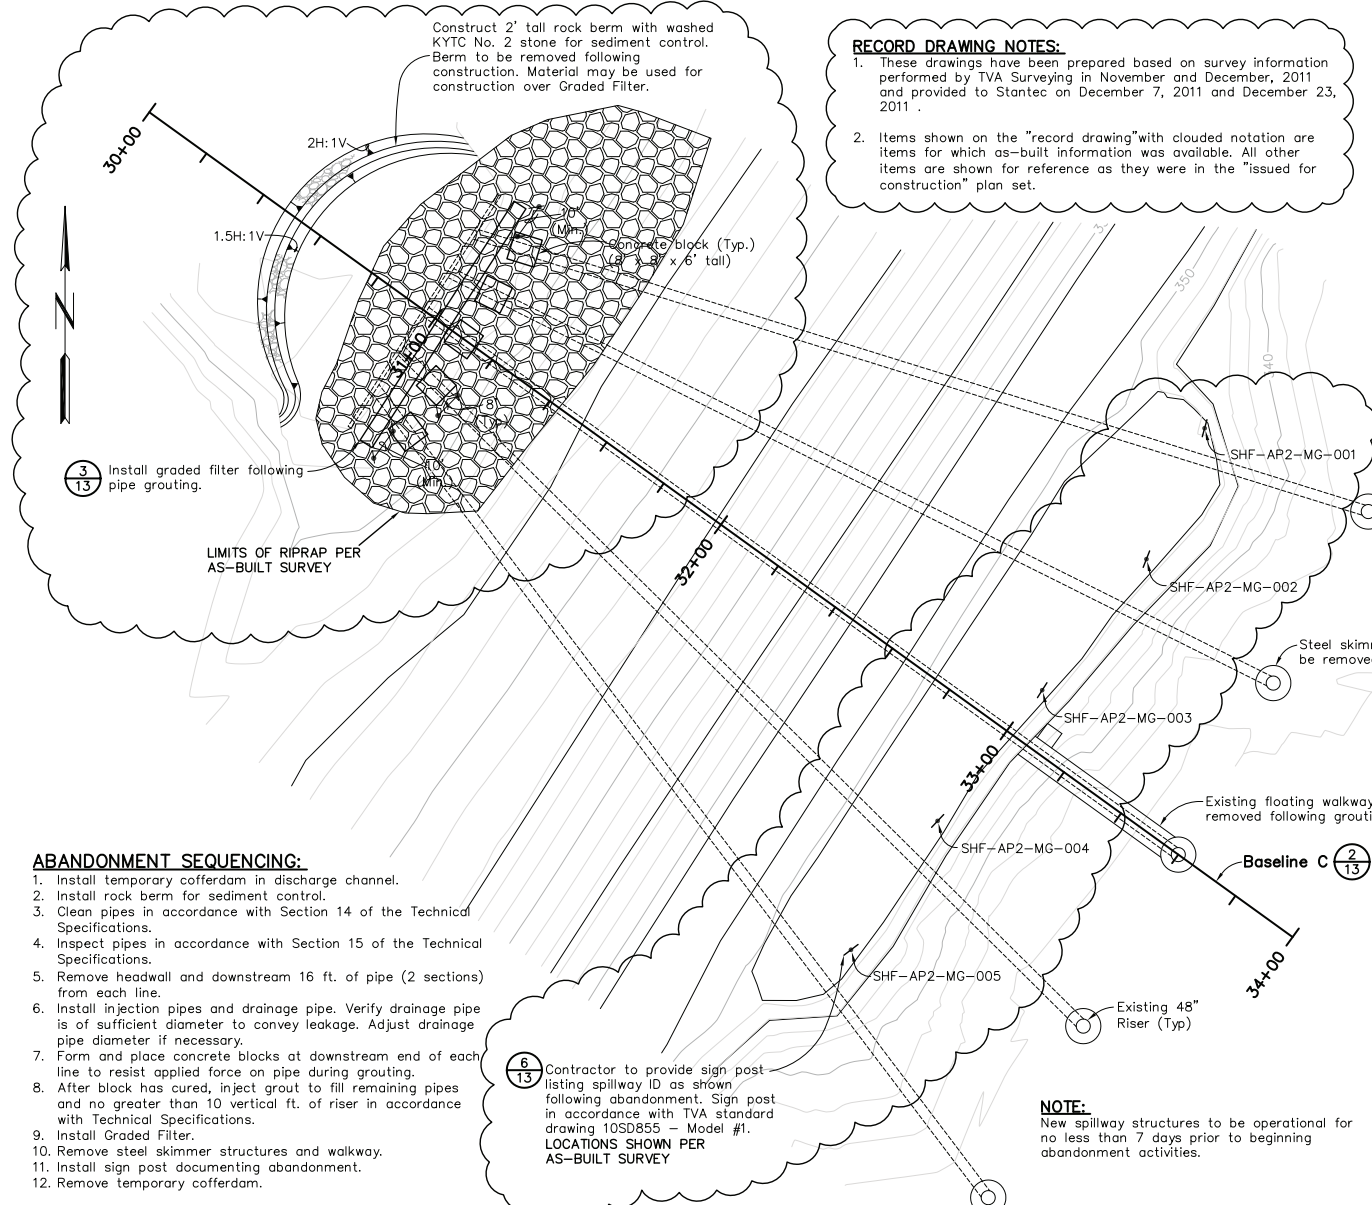 Construct 2' tall rock berm with washed
KYTC No. 2 stone for sediment control.
Berm to be removed following
construction. Material may be used for
construction over Graded Filter.
RECORD DRAWING NOTES:
1. These drawings have been prepared based on survey information
performed by TVA Surveying in November and December, 2011
and provided to Stantec on December 7, 2011 and December 23,
2011 .
2. Items shown on the "record drawing"with clouded notation are
items for which as-built information was available. All other
items are shown for reference as they were in the "issued for
construction" plan set.
30+00
2H:1V
1.5H:1V
N
10'
(Min.)
Concrete block (Typ.)
(8' x 8' x 6' tall)
350
31+00
8'
10'
(Min.)
3
13
Install graded filter following
pipe grouting.
LIMITS OF RIPRAP PER
AS-BUILT SURVEY
32+00
SHF-AP2-MG-001
SHF-AP2-MG-002
Steel
be
SHF-AP2-MG-003
33+00
Existing floating
removed following
SHF-AP2-MG-004
Baseline C
2
13
SHF-AP2-MG-005
34+00
Existing 48"
Riser (Typ)
ABANDONMENT SEQUENCING:
1. Install temporary cofferdam in discharge channel.
2. Install rock berm for sediment control.
3. Clean pipes in accordance with Section 14 of the Technical
Specifications.
4. Inspect pipes in accordance with Section 15 of the Technical
Specifications.
5. Remove headwall and downstream 16 ft. of pipe (2 sections)
from each line.
6. Install injection pipes and drainage pipe. Verify drainage pipe
is of sufficient diameter to convey leakage. Adjust drainage
pipe diameter if necessary.
7. Form and place concrete blocks at downstream end of each
line to resist applied force on pipe during grouting.
8. After block has cured, inject grout to fill remaining pipes
and no greater than 10 vertical ft. of riser in accordance
with Technical Specifications.
9. Install Graded Filter.
10. Remove steel skimmer structures and walkway.
11. Install sign post documenting abandonment.
12. Remove temporary cofferdam.
6
13
Contractor to provide sign post
listing spillway ID as shown
following abandonment. Sign post
in accordance with TVA standard
drawing 10SD855 - Model #1.
LOCATIONS SHOWN PER
AS-BUILT SURVEY
NOTE:
New spillway structures to be operational for
no less than 7 days prior to beginning
abandonment activities.